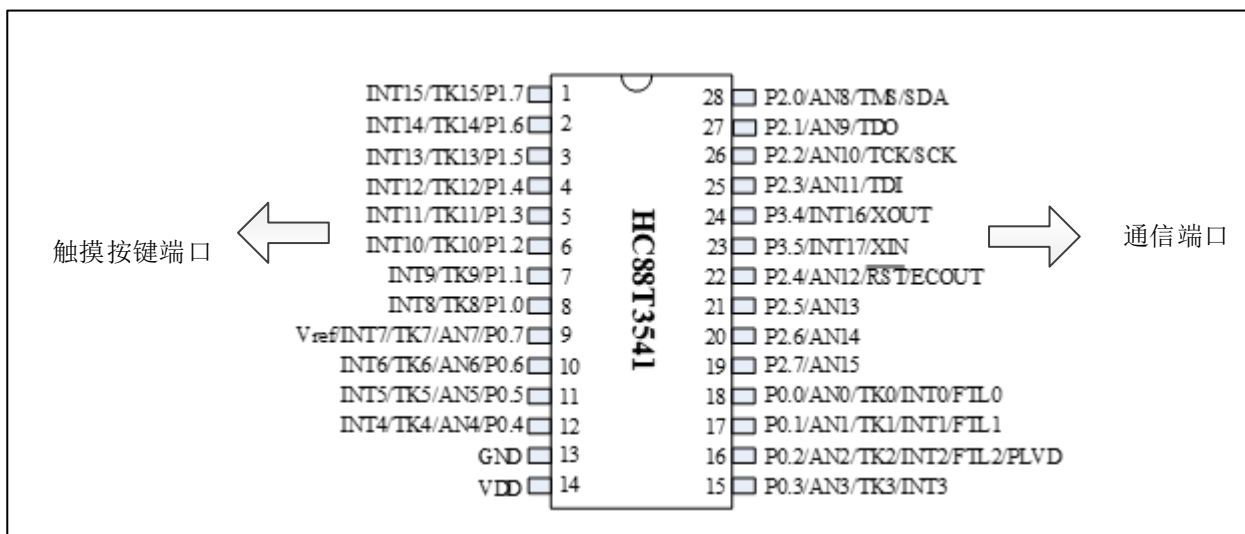 INT15/TK15/P1.7 1
INT14/TK14/P1.6 2
INT13/TK13/P1.5 3
INT12/TK12/P1.4 4
INT11/TK11/P1.3 5
INT10/TK10/P1.2 6
INT9/TK9/P1.1 7
INT8/TK8/P1.0 8
Vref/INT7/TK7/AN7/P0.7 9
INT6/TK6/AN6/P0.6 10
INT5/TK5/AN5/P0.5 11
INT4/TK4/AN4/P0.4 12
GND 13
VDD 14
触摸按键端口
HC88T3541
28 P2.0/AN8/TMS/SDA
27 P2.1/AN9/TDO
26 P2.2/AN10/TCK/SCK
25 P2.3/AN11/TDI
24 P3.4/INT16/XOUT
23 P3.5/INT17/XIN
22 P2.4/AN12/RST/ECOUT
21 P2.5/AN13
20 P2.6/AN14
19 P2.7/AN15
18 P0.0/AN0/TK0/INT0/FTL0
17 P0.1/AN1/TK1/INT1/FTL1
16 P0.2/AN2/TK2/INT2/FTL2/PLVD
15 P0.3/AN3/TK3/INT3
通信端口